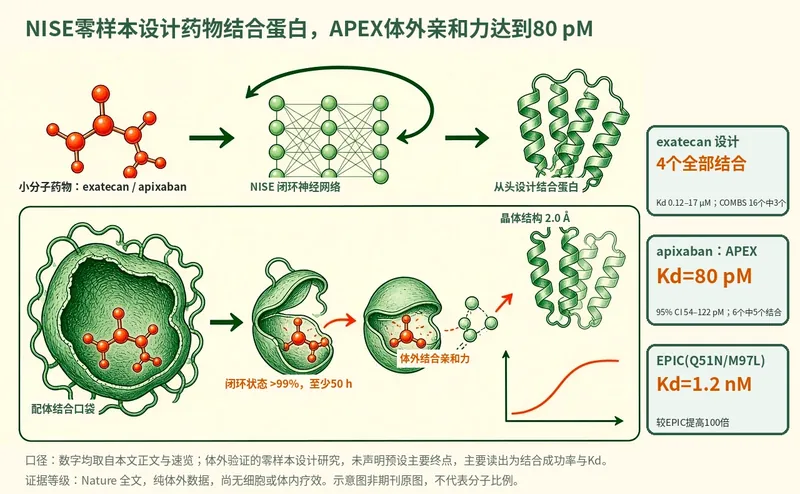 NISE零样本设计药物结合蛋白，APEX体外亲和力达到80 pM
小分子药物：exatecan / apixaban
NISE 闭环神经网络
从头设计结合蛋白
exatecan 设计
4个全部结合
Kd 0.12–17 μM；COMBS 16个中3个
晶体结构 2.0 Å
apixaban：APEX
Kd=80 pM
95% CI 54–122 pM；6个中5个结合
体外结合亲和力
闭环状态 >99%，至少50 h
配体结合口袋
EPIC(Q51N/M97L)
Kd=1.2 nM
较EPIC提高100倍
口径：数字均取自本文正文与速览；体外验证的零样本设计研究，未声明预设主要终点，主要读出为结合成功率与Kd。
证据等级：Nature 全文，纯体外数据，尚无细胞或体内疗效。示意图非期刊原图，不代表分子比例。